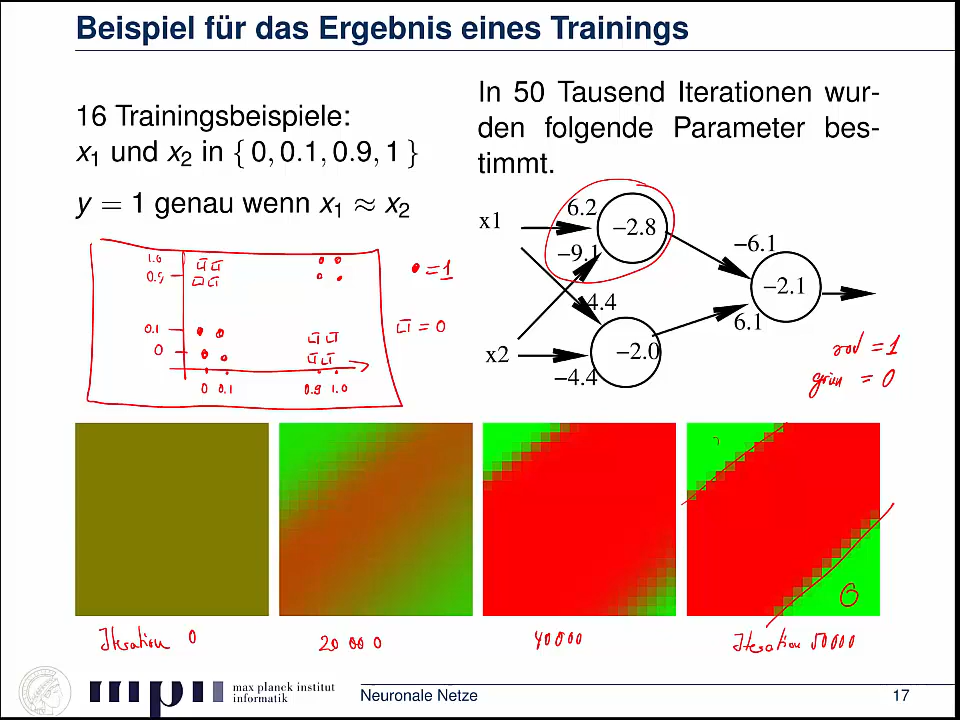 Beispiel für das Ergebnis eines Trainings
16 Trainingsbeispiele:
x1 und x2 in { 0, 0.1, 0.9, 1 }
y = 1 genau wenn x1 ≈ x2
In 50 Tausend Iterationen wur-
den folgende Parameter bes-
timmt.
x1
6.2
−2.8
−9.1
−6.1
−2.1
4.4
6.1
x2
−2.0
−4.4
1.0
0.9
0.1
0
0 0.1 0.9 1.0
= 1
= 0
rod = 1
grün = 0
0
Iteration 0
20 000
40000
Iteration 50000
max planck institut
informatik
Neuronale Netze
17